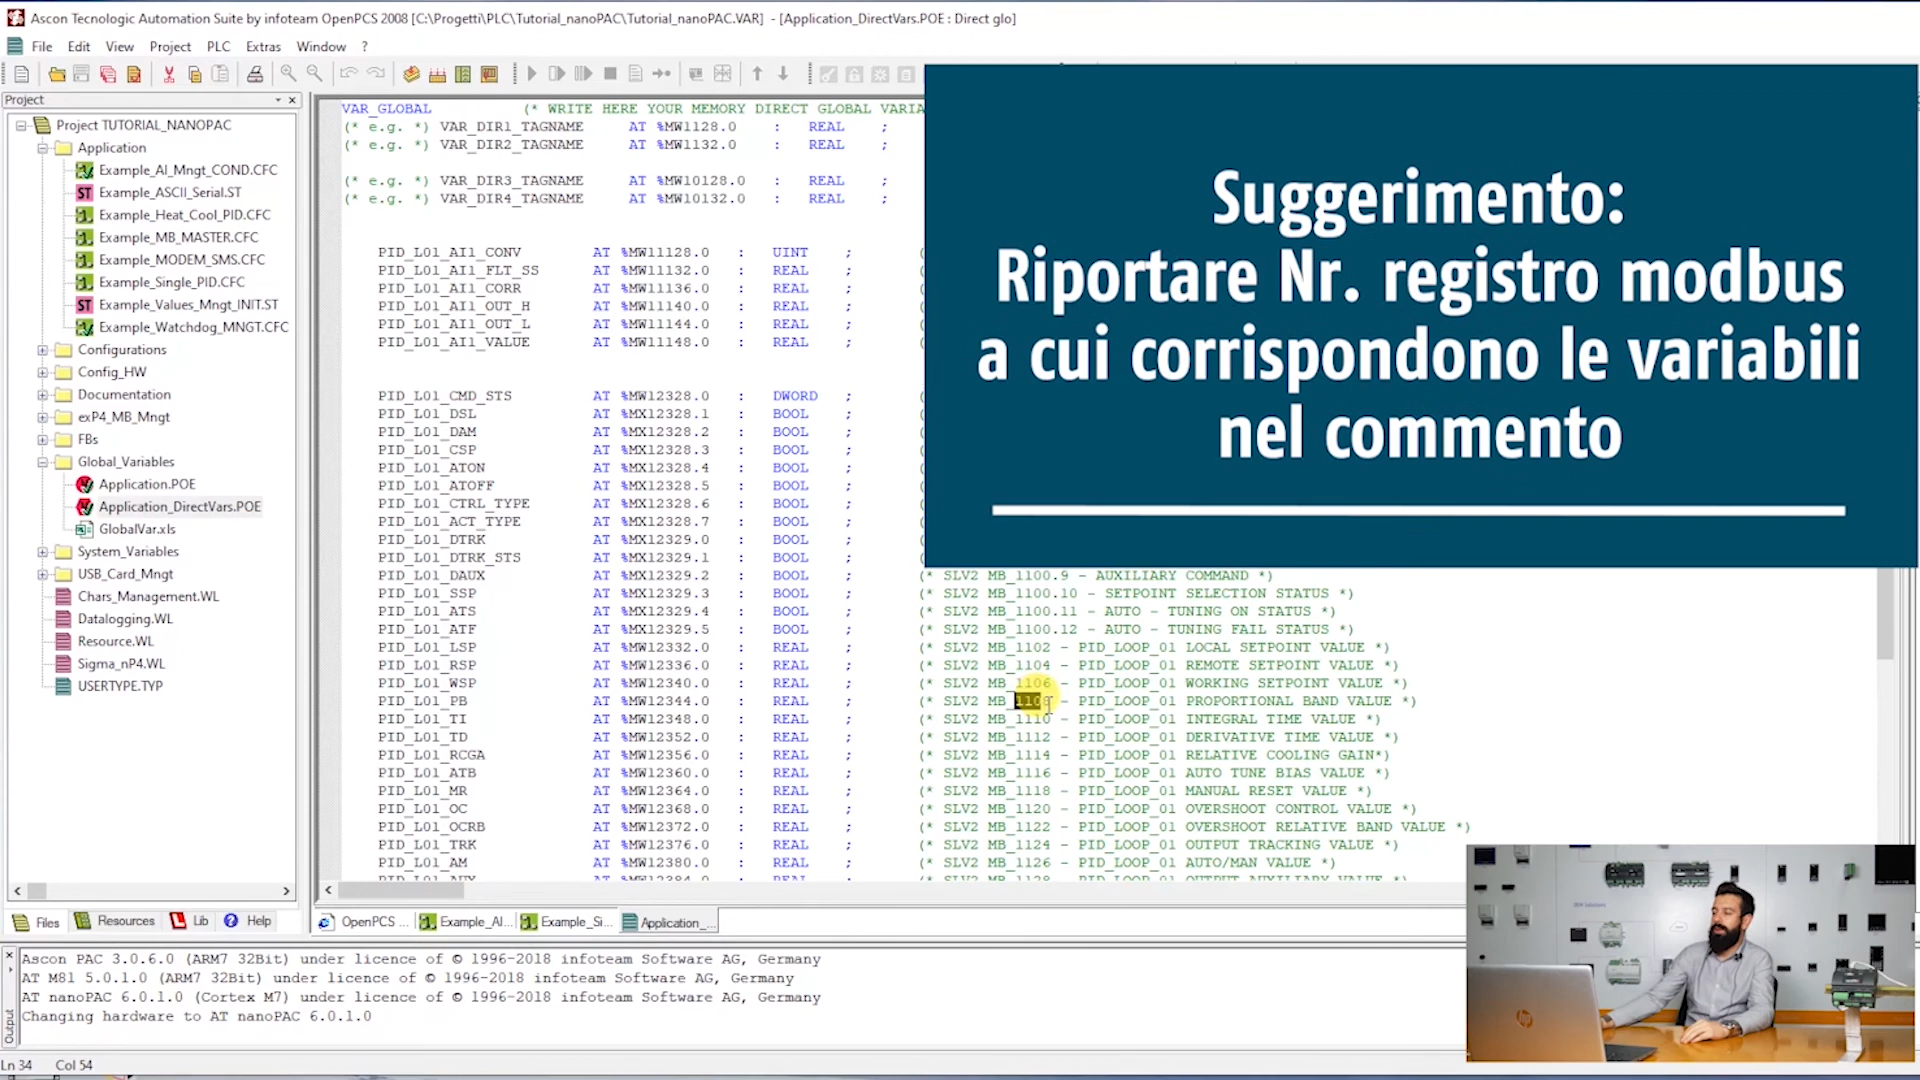 Ascon Tecnologic Automation Suite by infoteam OpenPCS 2008 [C:\Progetti\PLC\Tutorial_nanoPAC\Tutorial_nanoPAC.VAR] - [Application_DirectVars.POE : Direct glo]
File Edit View Project PLC Extras Window ?
Project
Project TUTORIAL_NANOPAC
Application
Example_AI_Mngt_COND.CFC
ST Example_ASCII_Serial.ST
Example_Heat_Cool_PID.CFC
Example_MB_MASTER.CFC
Example_MODEM_SMS.CFC
Example_Single_PID.CFC
ST Example_Values_Mngt_INIT.ST
Example_Watchdog_MNGT.CFC
Configurations
Config_HW
Documentation
exP4_MB_Mngt
FBs
Global_Variables
Application.POE
Application_DirectVars.POE
GlobalVar.xls
System_Variables
USB_Card_Mngt
Chars_Management.WL
Datalogging.WL
Resource.WL
Sigma_nP4.WL
USERTYPE.TYP
Files Resources Lib Help
VAR_GLOBAL (* WRITE HERE YOUR MEMORY DIRECT GLOBAL VARIA
(* e.g. *) VAR_DIR1_TAGNAME AT %MW1128.0 : REAL ;
(* e.g. *) VAR_DIR2_TAGNAME AT %MW1132.0 : REAL ;
(* e.g. *) VAR_DIR3_TAGNAME AT %MW10128.0 : REAL ;
(* e.g. *) VAR_DIR4_TAGNAME AT %MW10132.0 : REAL ;
PID_L01_AI1_CONV AT %MW11128.0 : UINT ; (
PID_L01_AI1_FLT_SS AT %MW11132.0 : REAL ; (
PID_L01_AI1_CORR AT %MW11136.0 : REAL ; (
PID_L01_AI1_OUT_H AT %MW11140.0 : REAL ; (
PID_L01_AI1_OUT_L AT %MW11144.0 : REAL ; (
PID_L01_AI1_VALUE AT %MW11148.0 : REAL ; (
PID_L01_CMD_STS AT %MW12328.0 : DWORD ; (
PID_L01_DSL AT %MX12328.1 : BOOL ; (
PID_L01_DAM AT %MX12328.2 : BOOL ; (
PID_L01_CSP AT %MX12328.3 : BOOL ; (
PID_L01_ATON AT %MX12328.4 : BOOL ; (
PID_L01_ATOFF AT %MX12328.5 : BOOL ; (
PID_L01_CTRL_TYPE AT %MX12328.6 : BOOL ; (
PID_L01_ACT_TYPE AT %MX12328.7 : BOOL ; (
PID_L01_DTRK AT %MX12329.0 : BOOL ; (
PID_L01_DTRK_STS AT %MX12329.1 : BOOL ; (
PID_L01_DAUX AT %MX12329.2 : BOOL ; (* SLV2 MB_1100.9 - AUXILIARY COMMAND *)
PID_L01_SSP AT %MX12329.3 : BOOL ; (* SLV2 MB_1100.10 - SETPOINT SELECTION STATUS *)
PID_L01_ATS AT %MX12329.4 : BOOL ; (* SLV2 MB_1100.11 - AUTO - TUNING ON STATUS *)
PID_L01_ATF AT %MX12329.5 : BOOL ; (* SLV2 MB_1100.12 - AUTO - TUNING FAIL STATUS *)
PID_L01_LSP AT %MW12332.0 : REAL ; (* SLV2 MB_1102 - PID_LOOP_01 LOCAL SETPOINT VALUE *)
PID_L01_RSP AT %MW12336.0 : REAL ; (* SLV2 MB_1104 - PID_LOOP_01 REMOTE SETPOINT VALUE *)
PID_L01_WSP AT %MW12340.0 : REAL ; (* SLV2 MB_1106 - PID_LOOP_01 WORKING SETPOINT VALUE *)
PID_L01_PB AT %MW12344.0 : REAL ; (* SLV2 MB_1108 - PID_LOOP_01 PROPORTIONAL BAND VALUE *)
PID_L01_TI AT %MW12348.0 : REAL ; (* SLV2 MB_1110 - PID_LOOP_01 INTEGRAL TIME VALUE *)
PID_L01_TD AT %MW12352.0 : REAL ; (* SLV2 MB_1112 - PID_LOOP_01 DERIVATIVE TIME VALUE *)
PID_L01_RCGA AT %MW12356.0 : REAL ; (* SLV2 MB_1114 - PID_LOOP_01 RELATIVE COOLING GAIN*)
PID_L01_ATB AT %MW12360.0 : REAL ; (* SLV2 MB_1116 - PID_LOOP_01 AUTO TUNE BIAS VALUE *)
PID_L01_MR AT %MW12364.0 : REAL ; (* SLV2 MB_1118 - PID_LOOP_01 MANUAL RESET VALUE *)
PID_L01_OC AT %MW12368.0 : REAL ; (* SLV2 MB_1120 - PID_LOOP_01 OVERSHOOT CONTROL VALUE *)
PID_L01_OCRB AT %MW12372.0 : REAL ; (* SLV2 MB_1122 - PID_LOOP_01 OVERSHOOT RELATIVE BAND VALUE *)
PID_L01_TRK AT %MW12376.0 : REAL ; (* SLV2 MB_1124 - PID_LOOP_01 OUTPUT TRACKING VALUE *)
PID_L01_AM AT %MW12380.0 : REAL ; (* SLV2 MB_1126 - PID_LOOP_01 AUTO/MAN VALUE *)
PID_L01_AUX AT %MW12384.0 : REAL ; (* SLV2 MB_1128 - PID_LOOP_01 OUTPUT AUXILIARY VALUE *)
Suggerimento:
Riportare Nr. registro modbus
a cui corrispondono le variabili
nel commento
OpenPCS ... Example_AI... Example_Si... Application_...
Ascon PAC 3.0.6.0 (ARM7 32Bit) under licence of © 1996-2018 infoteam Software AG, Germany
AT M81 5.0.1.0 (ARM7 32Bit) under licence of © 1996-2018 infoteam Software AG, Germany
AT nanoPAC 6.0.1.0 (Cortex M7) under licence of © 1996-2018 infoteam Software AG, Germany
Changing hardware to AT nanoPAC 6.0.1.0
Output
Ln 34 Col 54